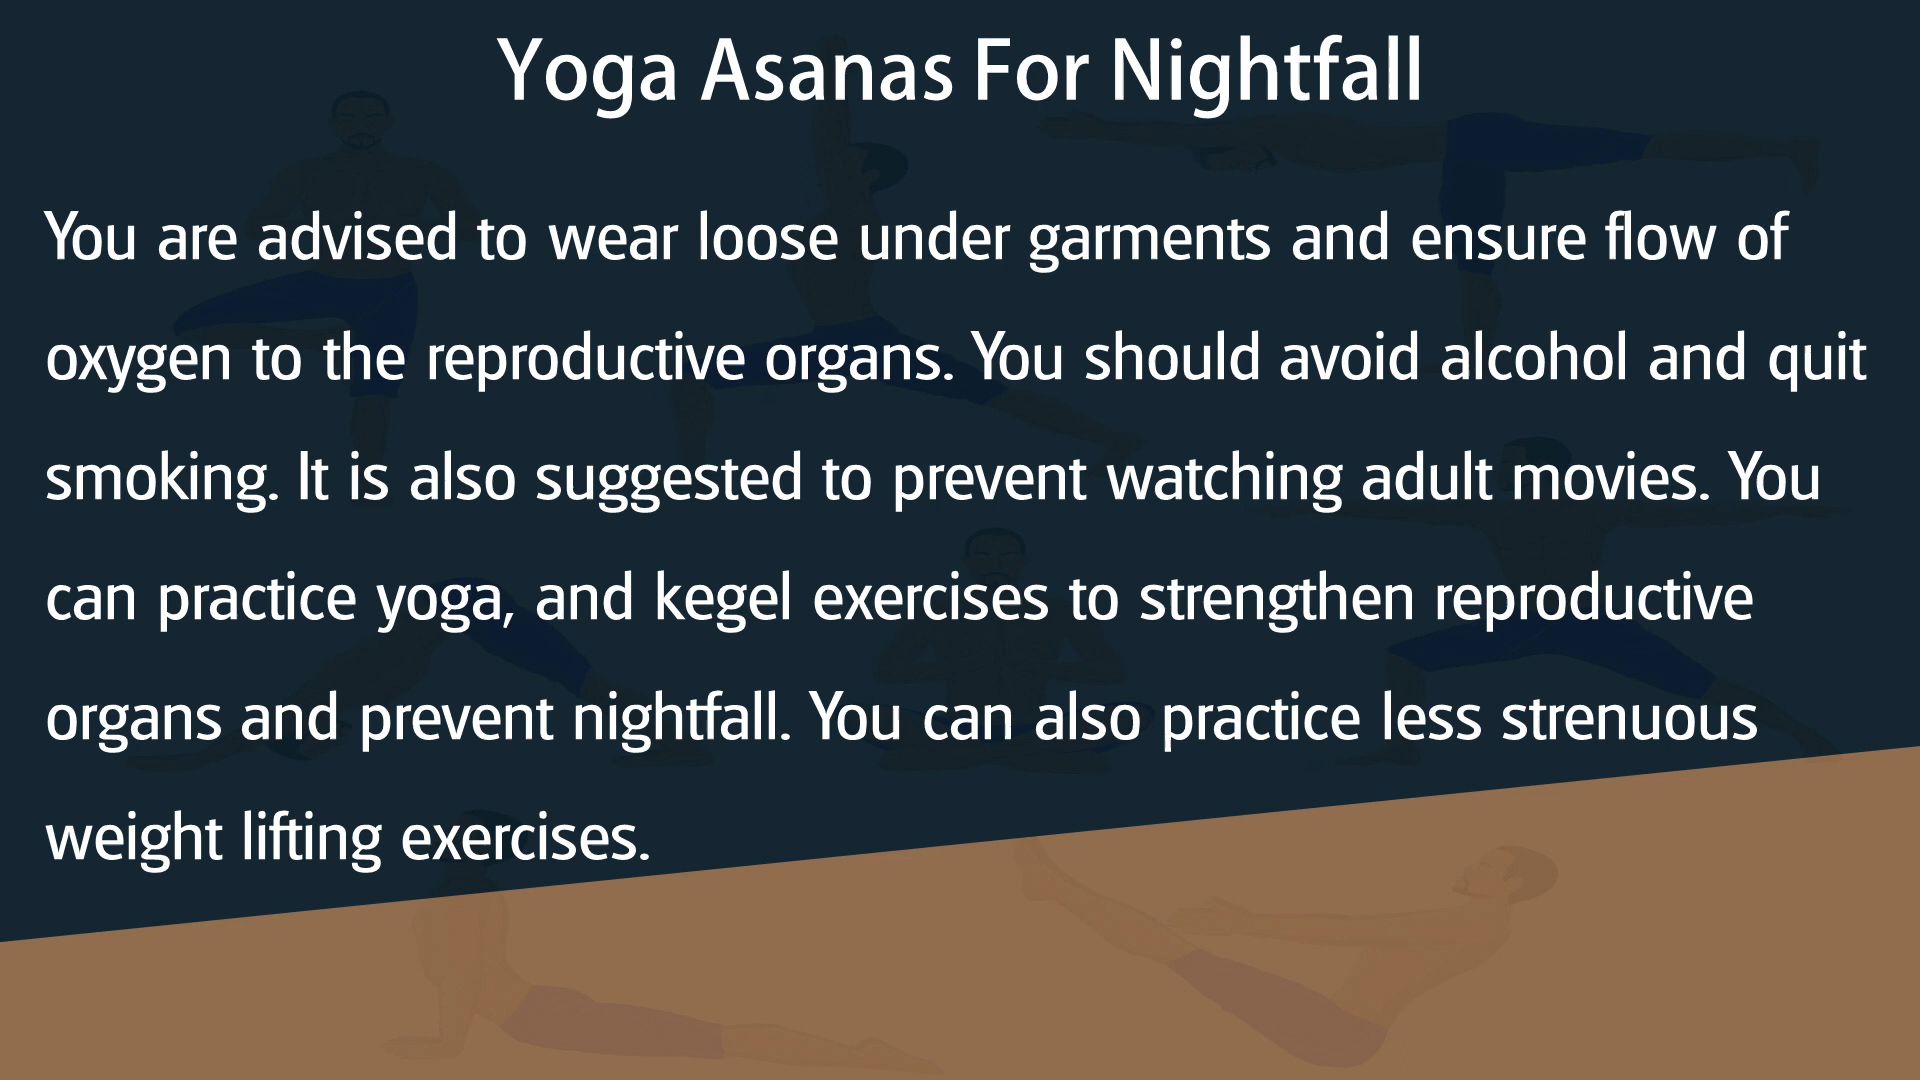 Yoga Asanas For Nightfall
You are advised to wear loose under garments and ensure flow of
oxygen to the reproductive organs. You should avoid alcohol and quit
smoking. It is also suggested to prevent watching adult movies. You
can practice yoga, and kegel exercises to strengthen reproductive
organs and prevent nightfall. You can also practice less strenuous
weight lifting exercises.